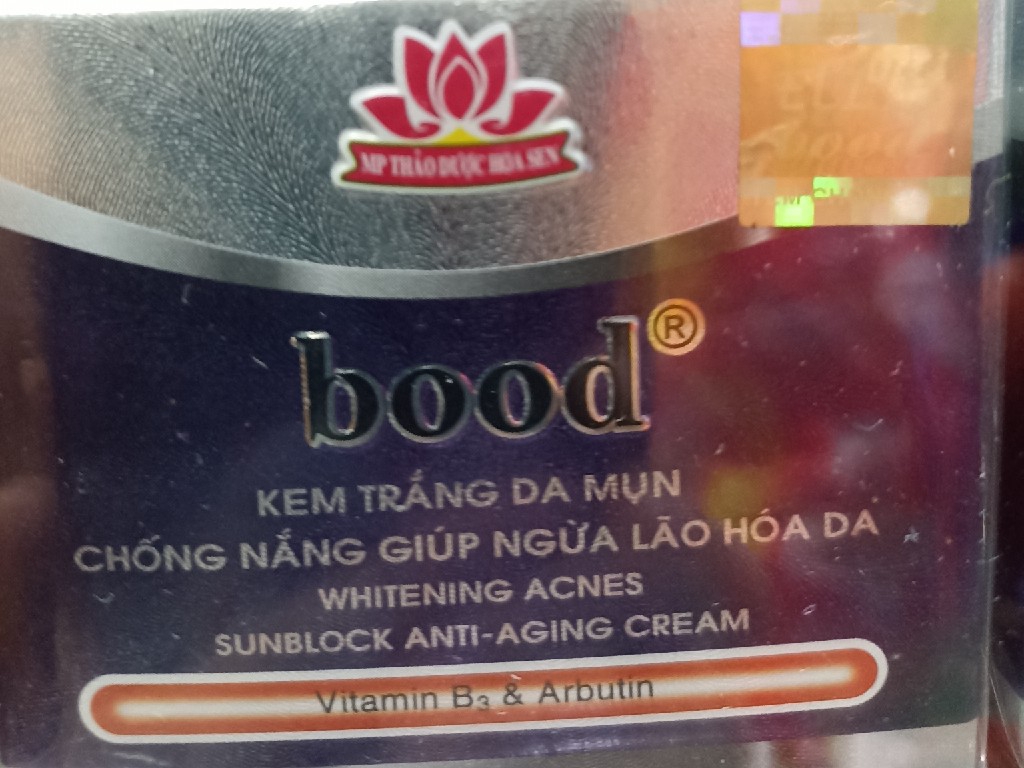 MP THẢO DƯỢC HOA SEN
bood®
KEM TRẮNG DA MỤN
CHỐNG NẮNG GIÚP NGỪA LÃO HÓA DA
WHITENING ACNES
SUNBLOCK ANTI-AGING CREAM
Vitamin B₃ & Arbutin